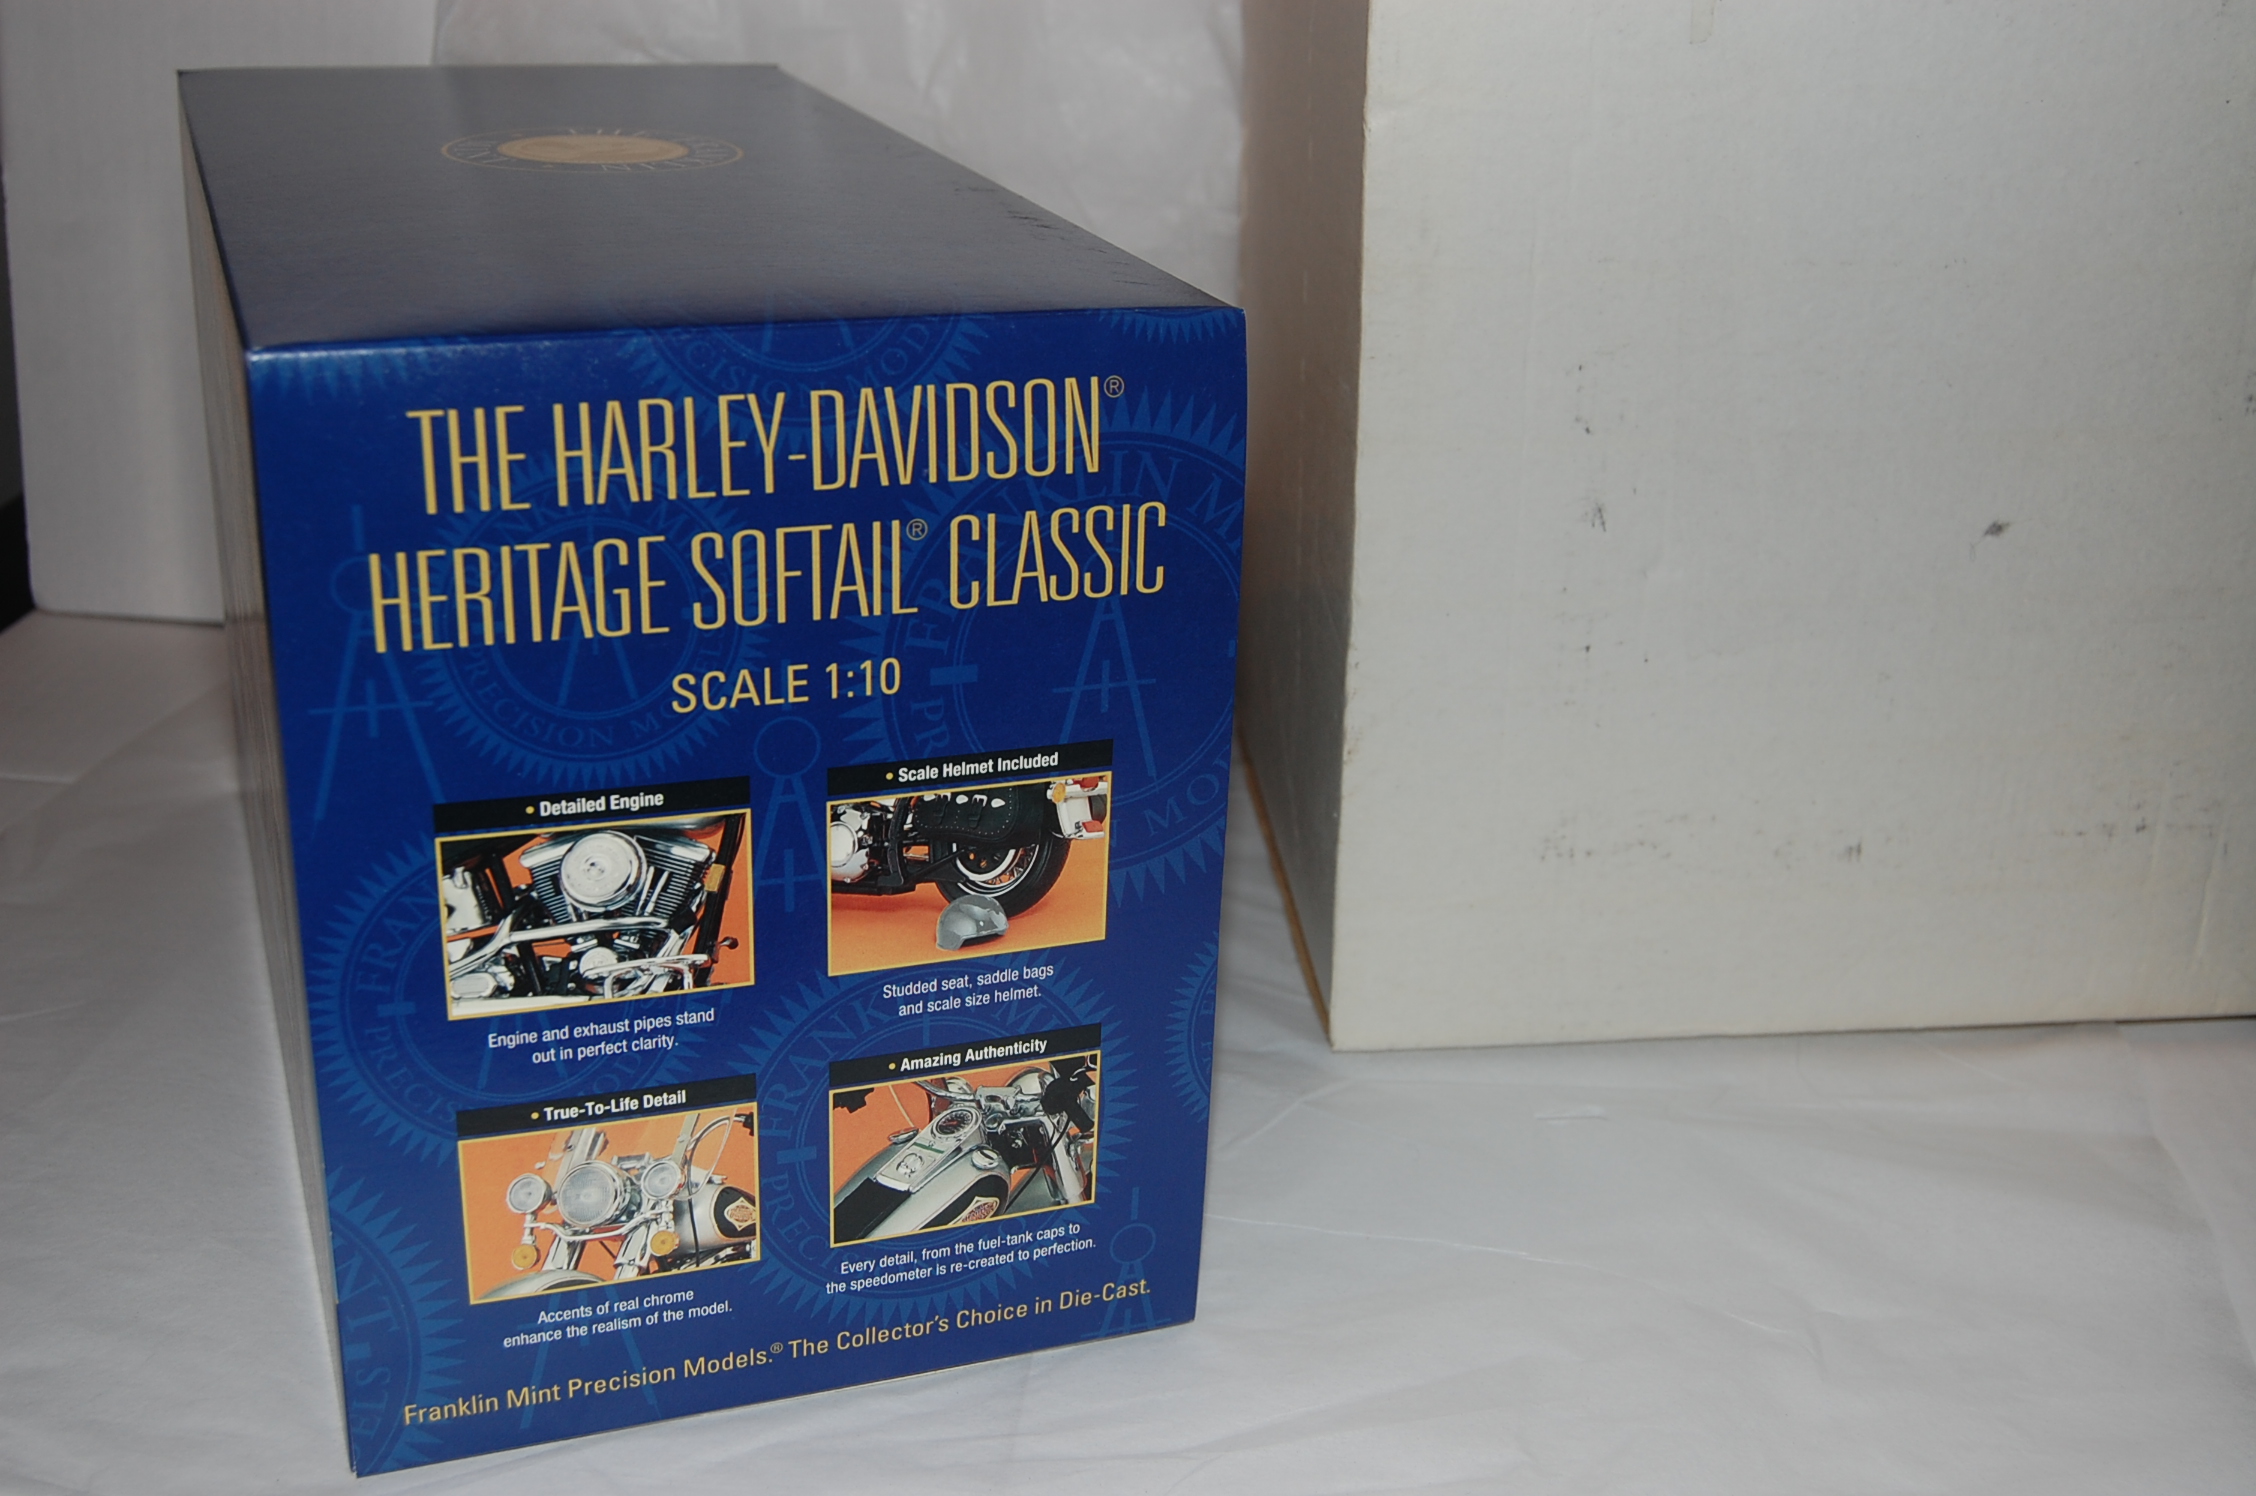 THE HARLEY-DAVIDSON®
HERITAGE SOFTAIL® CLASSIC
SCALE 1:10
• Detailed Engine
Engine and exhaust pipes stand
out in perfect clarity.
• Scale Helmet Included
Studded seat, saddle bags
and scale size helmet.
• True-To-Life Detail
Accents of real chrome
enhance the realism of the model.
• Amazing Authenticity
Every detail, from the fuel-tank caps to
the speedometer is re-created to perfection.
Franklin Mint Precision Models.® The Collector's Choice in Die-Cast.